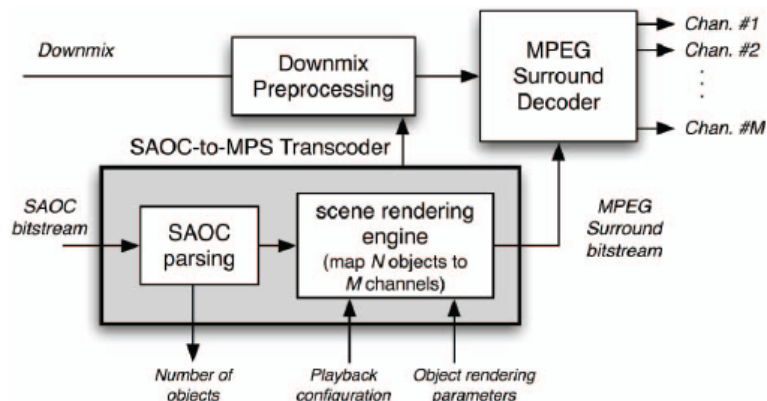 Downmix
Downmix
Preprocessing
MPEG
Surround
Decoder
Chan. #1
Chan. #2
Chan. #M
SAOC-to-MPS Transcoder
SAOC
bitstream
SAOC
parsing
scene rendering
engine
(map N objects to
M channels)
MPEG
Surround
bitstream
Number of
objects
Playback
configuration
Object rendering
parameters